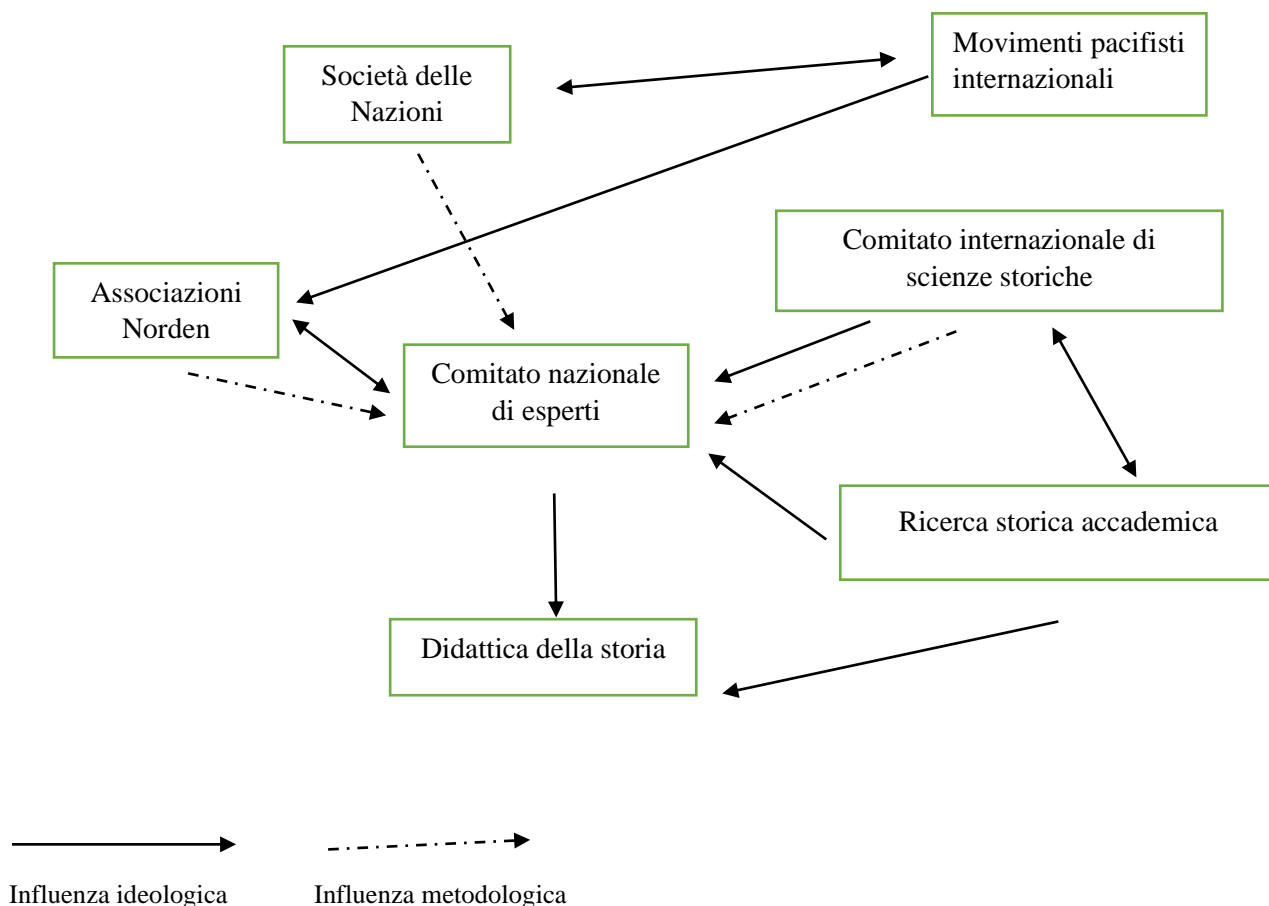 Movimenti pacifisti
internazionali
Società delle
Nazioni
Comitato internazionale di
scienze storiche
Associazioni
Norden
Comitato nazionale
di esperti
Ricerca storica accademica
Didattica della storia
Influenza ideologica
Influenza metodologica